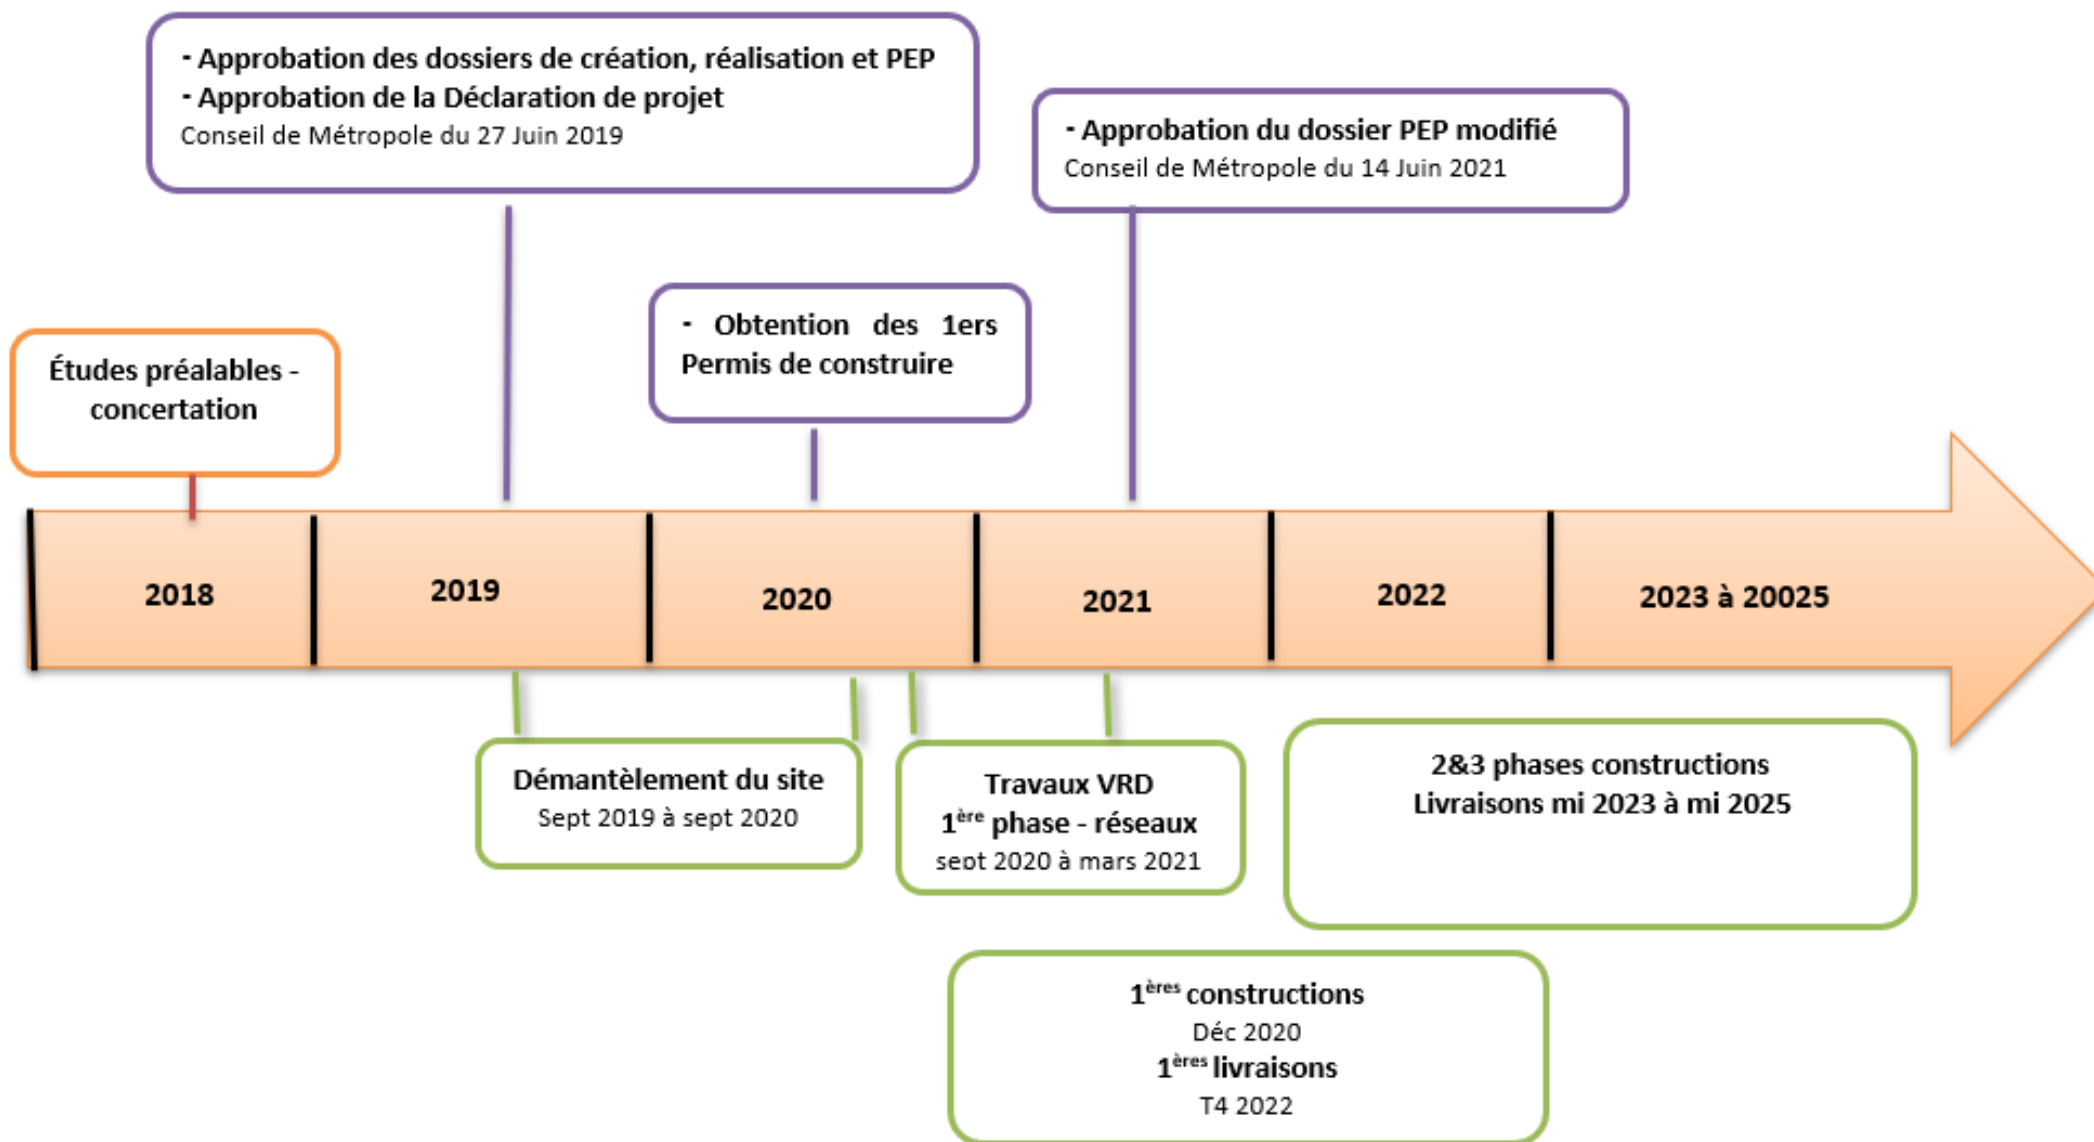 - Approbation des dossiers de création, réalisation et PEP
- Approbation de la Déclaration de projet
Conseil de Métropole du 27 Juin 2019
- Approbation du dossier PEP modifié
Conseil de Métropole du 14 Juin 2021
- Obtention des 1ers
Permis de construire
Études préalables -
concertation
2018
2019
2020
2021
2022
2023 à 20025
Démantèlement du site
Sept 2019 à sept 2020
Travaux VRD
1ère phase - réseaux
sept 2020 à mars 2021
2&3 phases constructions
Livraisons mi 2023 à mi 2025
1ères constructions
Déc 2020
1ères livraisons
T4 2022